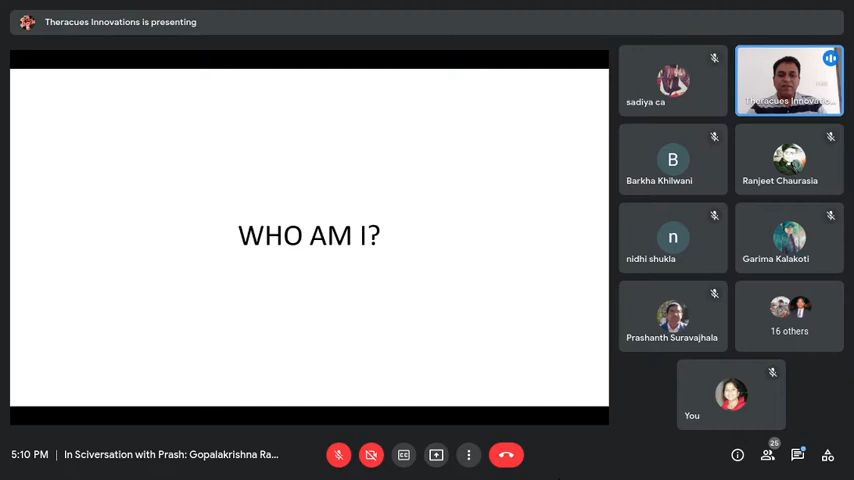 Theracues Innovations is presenting
WHO AM I?
sadiya ca
Theracues Innovatio...
B
Barkha Khilwani
Ranjeet Chaurasia
n
nidhi shukla
Garima Kalakoti
Prashanth Suravajhala
16 others
You
5:10 PM | In Sciversation with Prash: Gopalakrishna Ra...
25